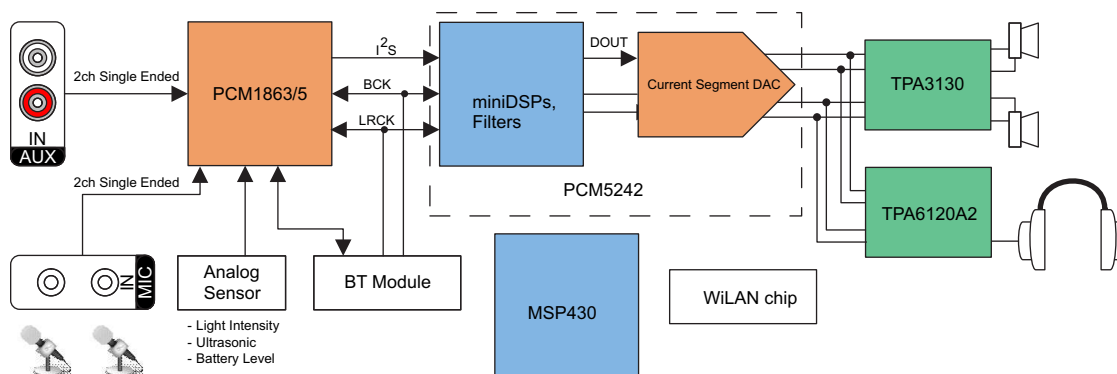 2ch Single Ended
IN
AUX
PCM1863/5
I²S
BCK
LRCK
miniDSPs,
Filters
DOUT
Current Segment DAC
PCM5242
TPA3130
TPA6120A2
2ch Single Ended
IN
MIC
Analog
Sensor
- Light Intensity
- Ultrasonic
- Battery Level
BT Module
MSP430
WiLAN chip